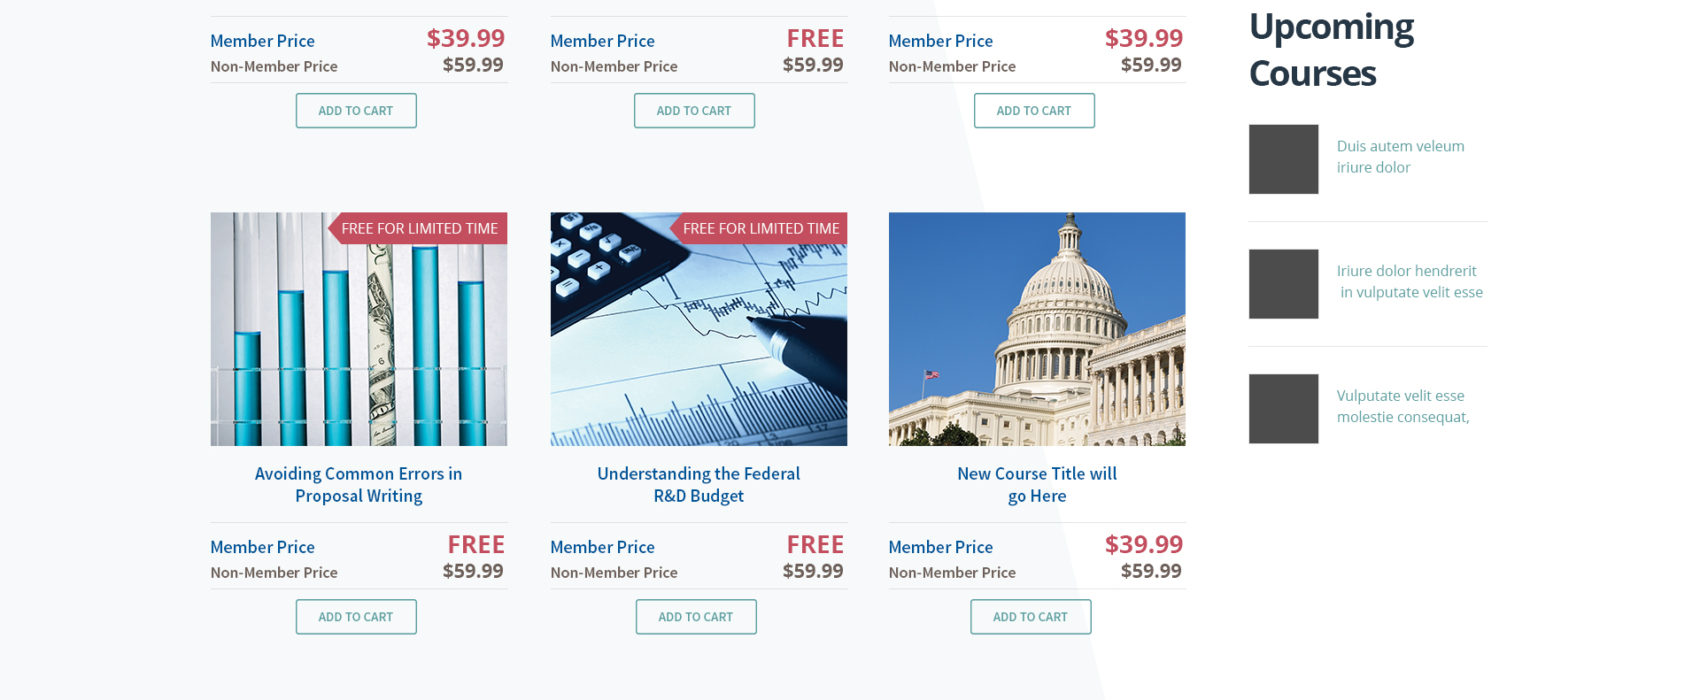 Member Price $39.99
Non-Member Price $59.99
ADD TO CART
Member Price FREE
Non-Member Price $59.99
ADD TO CART
Member Price $39.99
Non-Member Price $59.99
ADD TO CART
FREE FOR LIMITED TIME
Avoiding Common Errors in
Proposal Writing
Member Price FREE
Non-Member Price $59.99
ADD TO CART
FREE FOR LIMITED TIME
Understanding the Federal
R&D Budget
Member Price FREE
Non-Member Price $59.99
ADD TO CART
New Course Title will
go Here
Member Price $39.99
Non-Member Price $59.99
ADD TO CART
Upcoming
Courses
Duis autem veleum
iriure dolor
Iriure dolor hendrerit
in vulputate velit esse
Vulputate velit esse
molestie consequat,